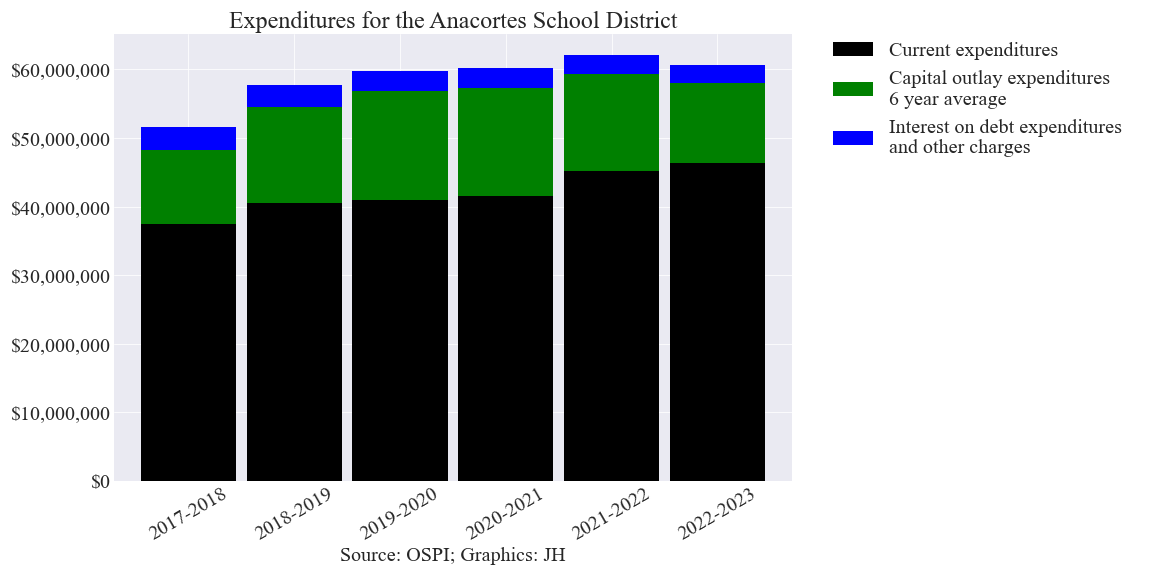 Expenditures for the Anacortes School District
Current expenditures
Capital outlay expenditures
6 year average
Interest on debt expenditures
and other charges
$60,000,000
$50,000,000
$40,000,000
$30,000,000
$20,000,000
$10,000,000
$0
2017-2018
2018-2019
2019-2020
2020-2021
2021-2022
2022-2023
Source: OSPI; Graphics: JH